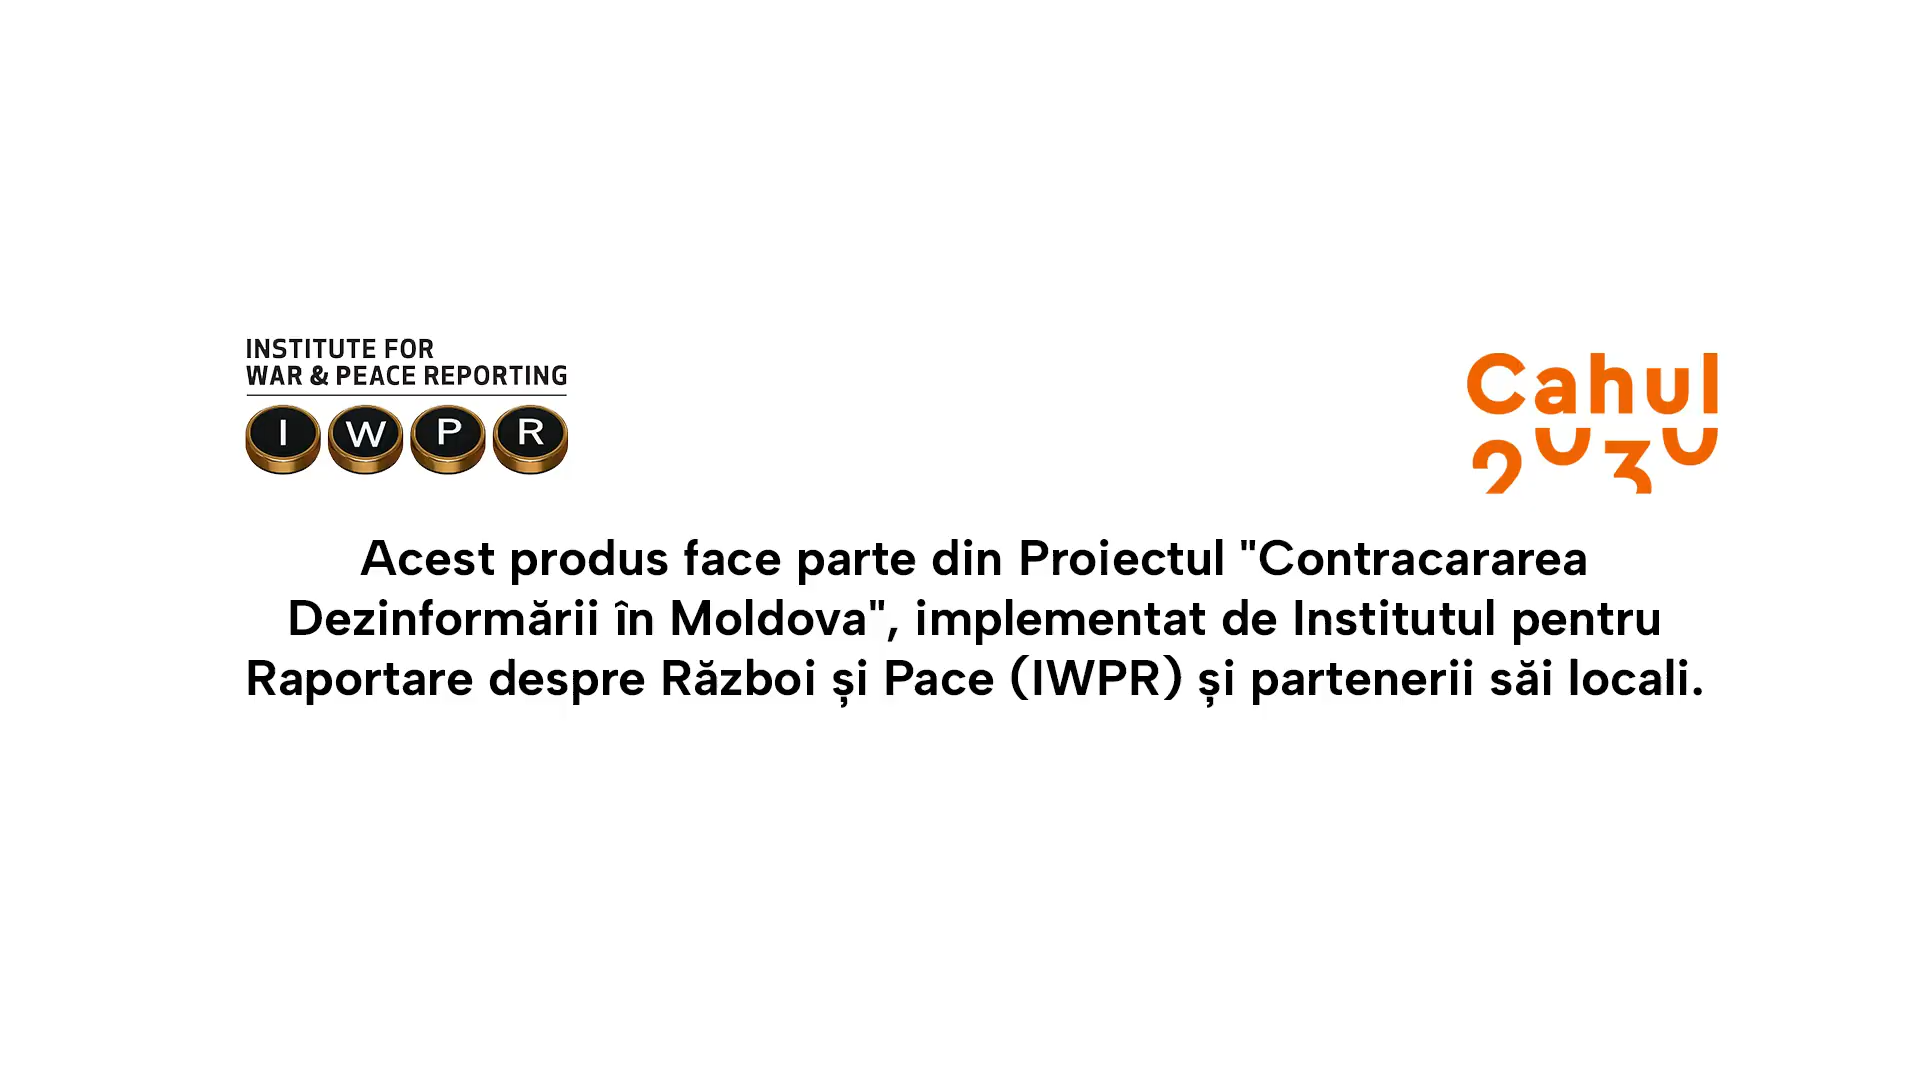 INSTITUTE FOR
WAR & PEACE REPORTING
I W P R
Cahul
2030
Acest produs face parte din Proiectul "Contracararea
Dezinformării în Moldova", implementat de Institutul pentru
Raportare despre Război și Pace (IWPR) și partenerii săi locali.